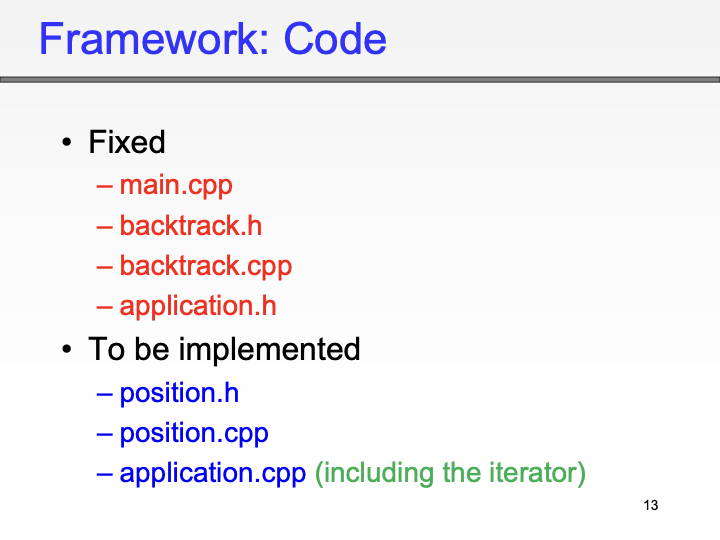 Framework: Code
• Fixed
– main.cpp
– backtrack.h
– backtrack.cpp
– application.h
• To be implemented
– position.h
– position.cpp
– application.cpp (including the iterator)
13